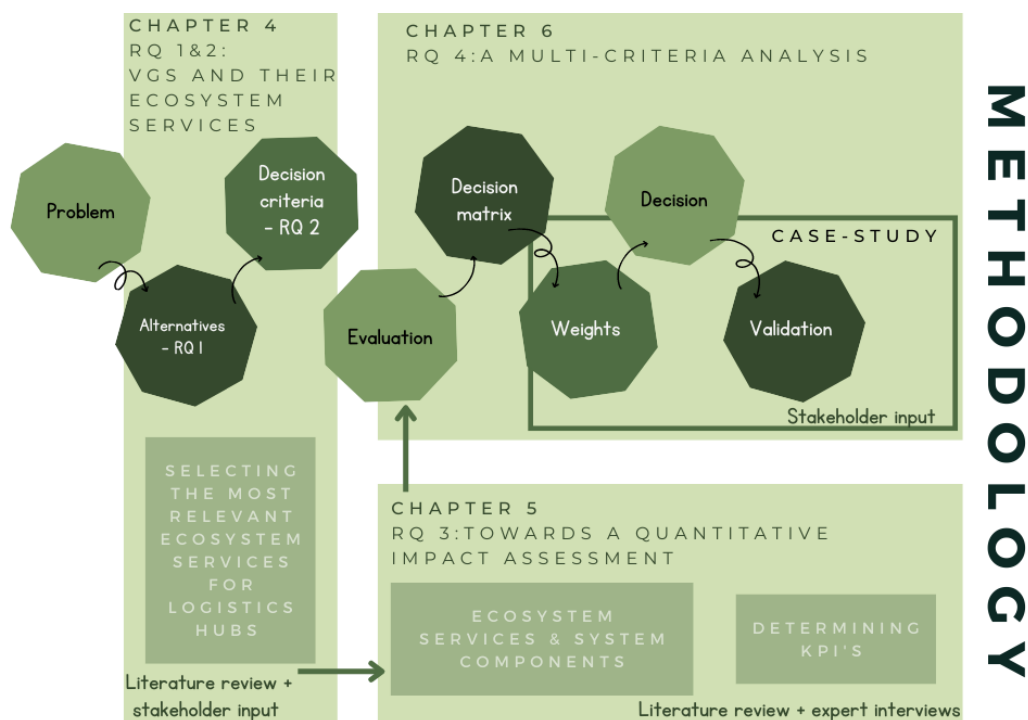 CHAPTER 4
RQ 1&2:
VGS AND THEIR
ECOSYSTEM
SERVICES
Problem
Alternatives
- RQ 1
Decision
criteria
- RQ 2
SELECTING
THE MOST
RELEVANT
ECOSYSTEM
SERVICES
FOR
LOGISTICS
HUBS
Literature review +
stakeholder input
CHAPTER 6
RQ 4:A MULTI-CRITERIA ANALYSIS
Evaluation
Decision
matrix
Weights
Decision
CASE-STUDY
Validation
Stakeholder input
CHAPTER 5
RQ 3:TOWARDS A QUANTITATIVE
IMPACT ASSESSMENT
ECOSYSTEM
SERVICES & SYSTEM
COMPONENTS
DETERMINING
KPI'S
Literature review + expert interviews
METHODOLOGY